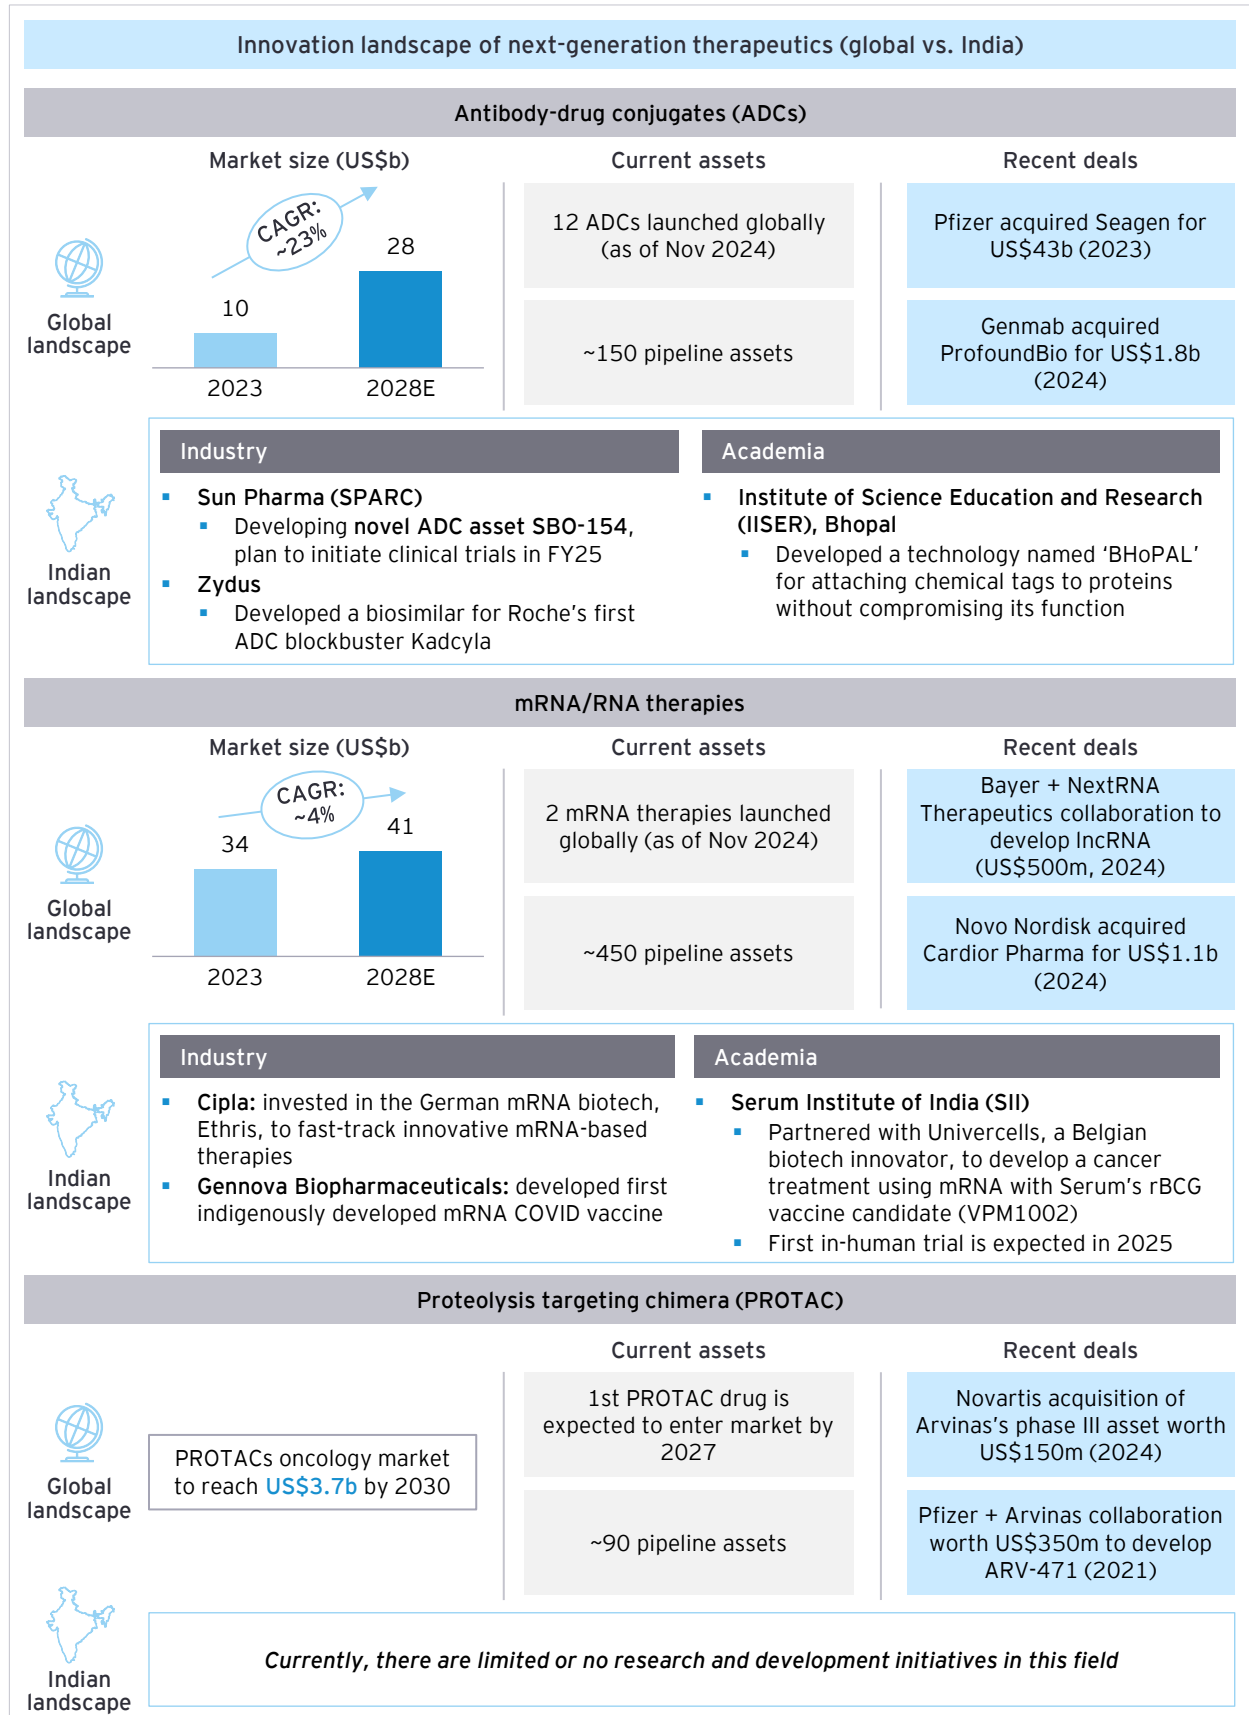 Innovation landscape of next-generation therapeutics (global vs. India)
Antibody-drug conjugates (ADCs)
Market size (US$b)
CAGR:
~23%
10
28
2023
2028E
Global
landscape
Current assets
12 ADCs launched globally
(as of Nov 2024)
~150 pipeline assets
Recent deals
Pfizer acquired Seagen for
US$43b (2023)
Genmab acquired
ProfoundBio for US$1.8b
(2024)
Indian
landscape
Industry
Sun Pharma (SPARC)
Developing novel ADC asset SBO-154,
plan to initiate clinical trials in FY25
Zydus
Developed a biosimilar for Roche’s first
ADC blockbuster Kadcyla
Academia
Institute of Science Education and Research
(IISER), Bhopal
Developed a technology named ‘BHoPAL’
for attaching chemical tags to proteins
without compromising its function
mRNA/RNA therapies
Market size (US$b)
CAGR:
~4%
34
41
2023
2028E
Global
landscape
Current assets
2 mRNA therapies launched
globally (as of Nov 2024)
~450 pipeline assets
Recent deals
Bayer + NextRNA
Therapeutics collaboration to
develop lncRNA
(US$500m, 2024)
Novo Nordisk acquired
Cardior Pharma for US$1.1b
(2024)
Indian
landscape
Industry
Cipla: invested in the German mRNA biotech,
Ethris, to fast-track innovative mRNA-based
therapies
Gennova Biopharmaceuticals: developed first
indigenously developed mRNA COVID vaccine
Academia
Serum Institute of India (SII)
Partnered with Univercells, a Belgian
biotech innovator, to develop a cancer
treatment using mRNA with Serum’s rBCG
vaccine candidate (VPM1002)
First in-human trial is expected in 2025
Proteolysis targeting chimera (PROTAC)
Global
landscape
PROTACs oncology market
to reach US$3.7b by 2030
Current assets
1st PROTAC drug is
expected to enter market by
2027
~90 pipeline assets
Recent deals
Novartis acquisition of
Arvinas’s phase III asset worth
US$150m (2024)
Pfizer + Arvinas collaboration
worth US$350m to develop
ARV-471 (2021)
Indian
landscape
Currently, there are limited or no research and development initiatives in this field